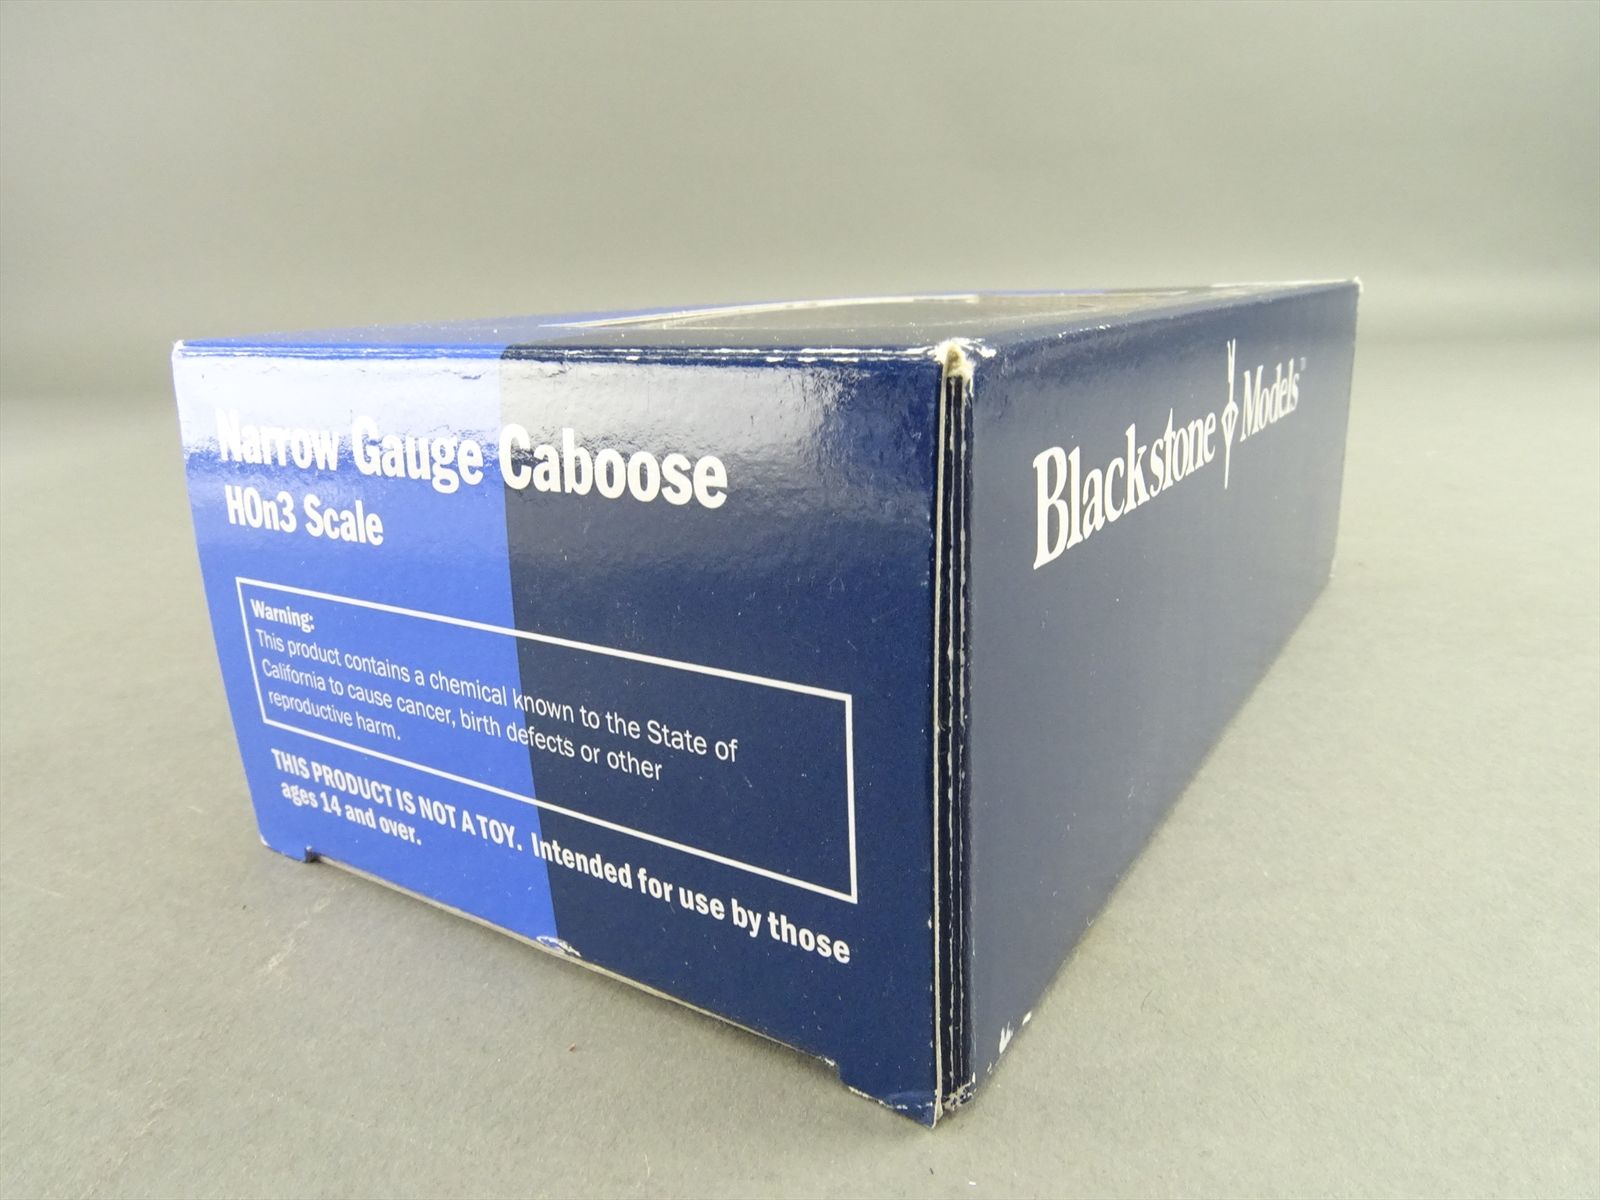 Narrow Gauge Caboose
HOn3 Scale
Warning:
This product contains a chemical known to the State of
California to cause cancer, birth defects or other
reproductive harm.
THIS PRODUCT IS NOT A TOY. Intended for use by those
ages 14 and over.
Blackstone Models™